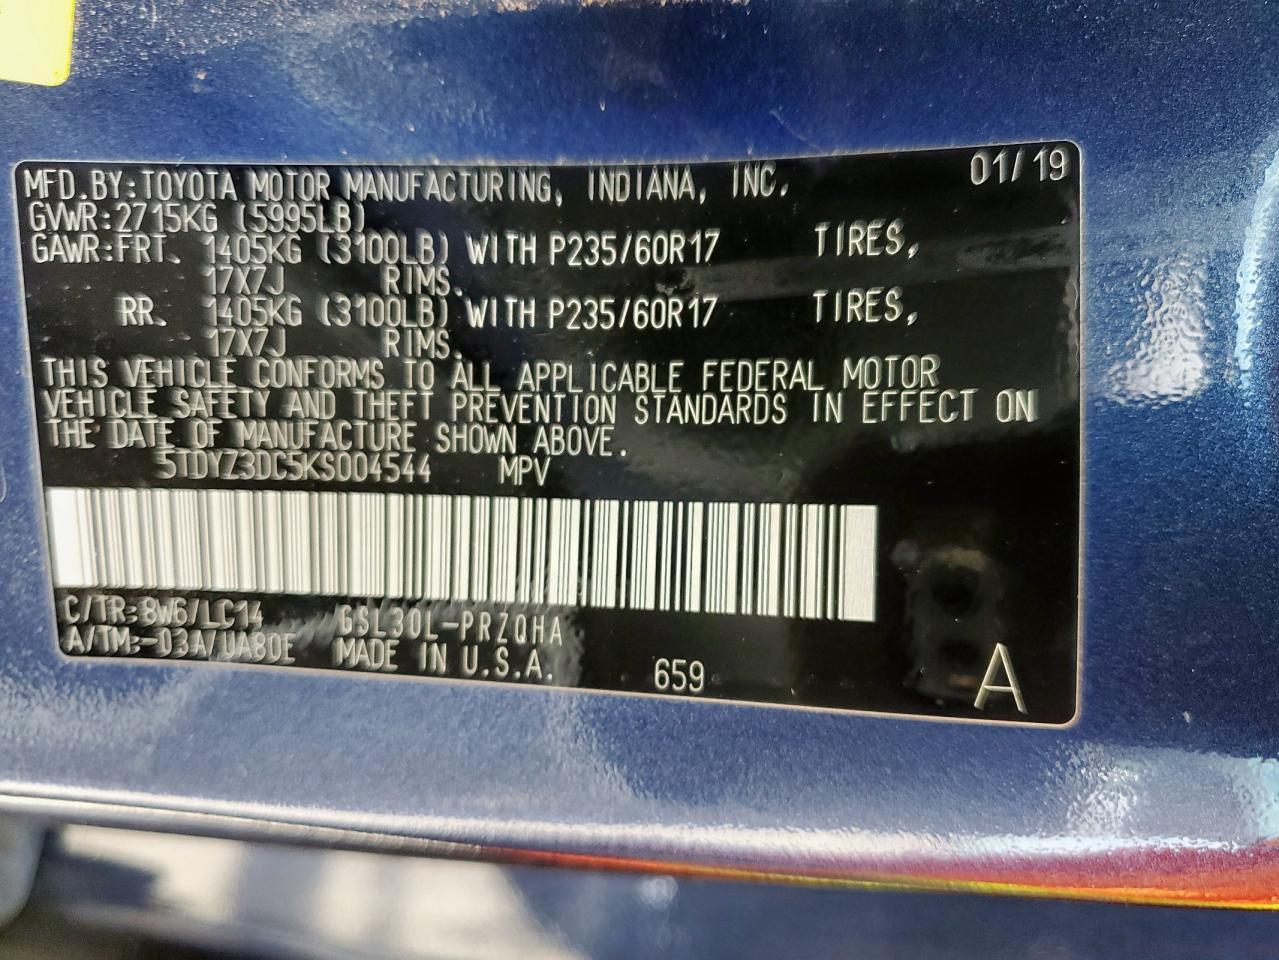 01/19
MFD.BY:TOYOTA MOTOR MANUFACTURING, INDIANA, INC.
GVWR:2715KG (5995LB)
GAWR:FRT. 1405KG (3100LB) WITH P235/60R17 TIRES,
17X7J RIMS.
RR. 1405KG (3100LB) WITH P235/60R17 TIRES,
17X7J RIMS.
THIS VEHICLE CONFORMS TO ALL APPLICABLE FEDERAL MOTOR
VEHICLE SAFETY AND THEFT PREVENTION STANDARDS IN EFFECT ON
THE DATE OF MANUFACTURE SHOWN ABOVE.
5TDYZ3DC5KS004544 MPV
C/TR:8W6/LC14 GSL30L-PRZQHA
A/TM:-03A/UA80E MADE IN U.S.A. 659 A